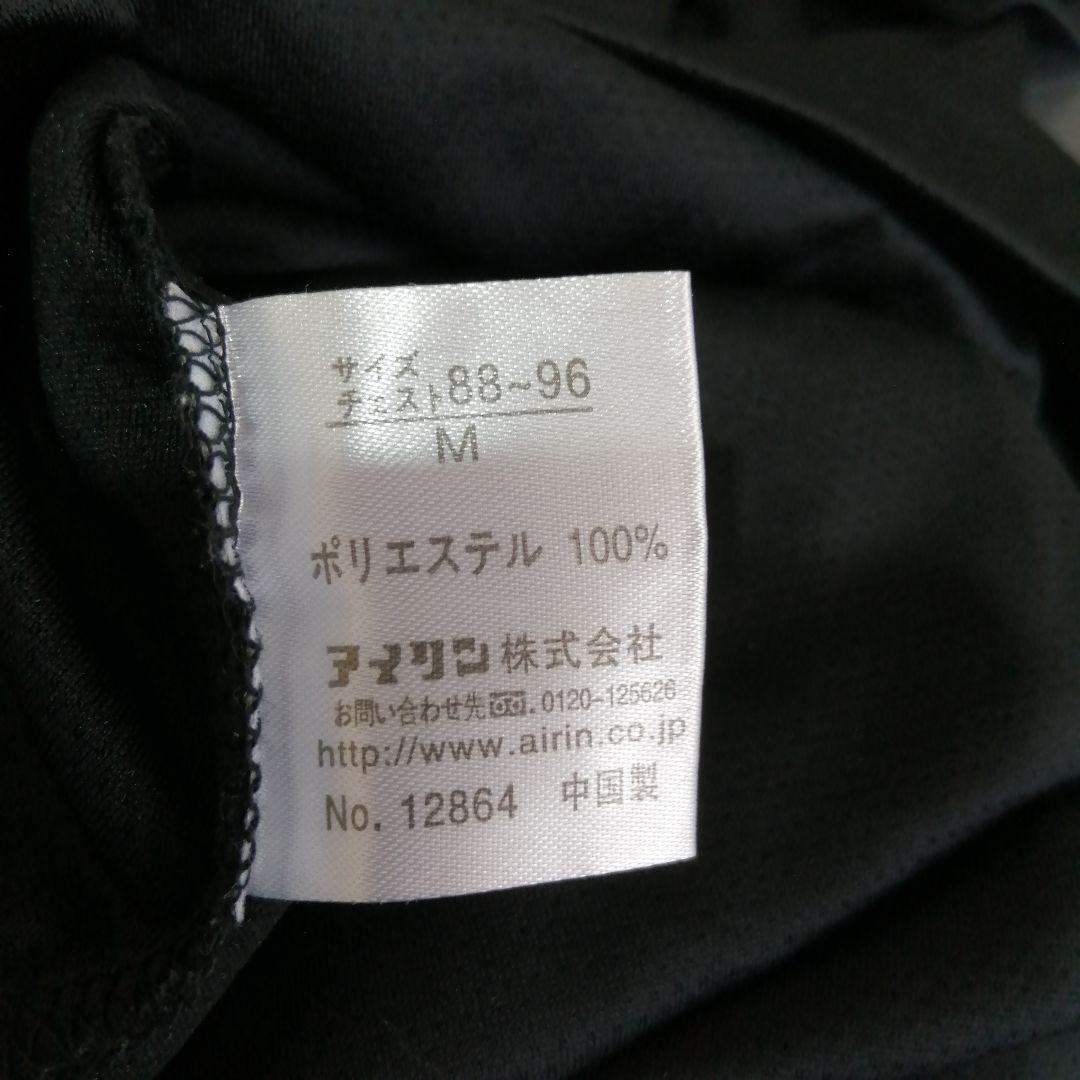 サイズ
チェスト 88~96
M
ポリエステル 100%
アイリン株式会社
お問い合わせ先 . 0120-125626
http://www.airin.co.jp
No. 12864 中国製